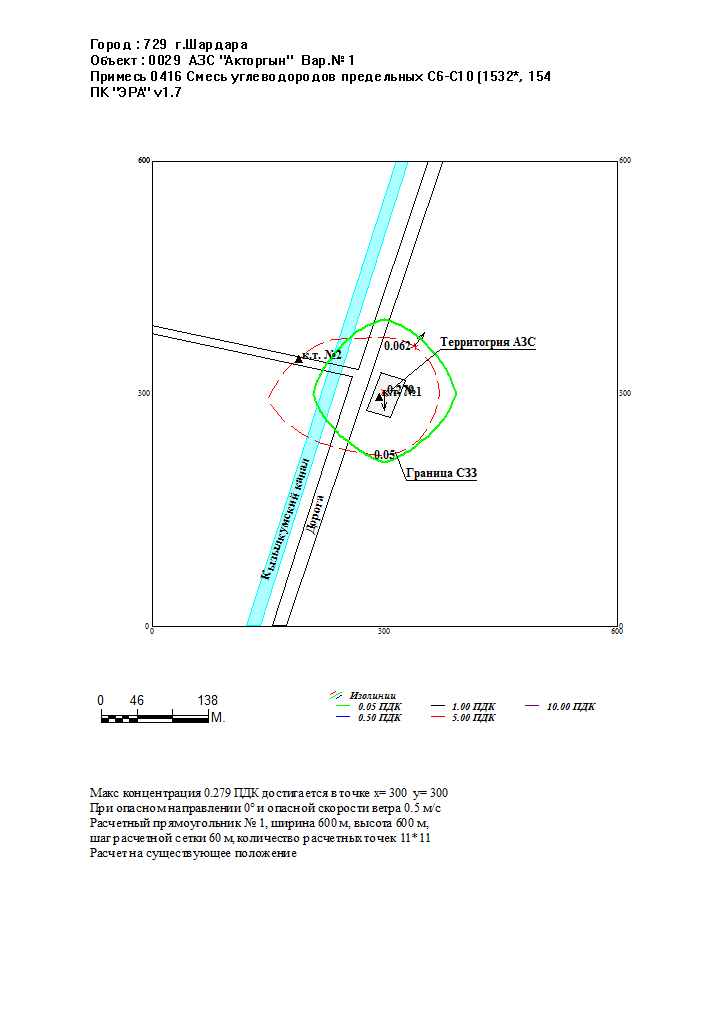 Город : 729 г.Шардара
Объект : 0029 АЗС "Акторгын" Вар.№ 1
Примесь 0416 Смесь углеводородов предельных С6-С10 (1532*, 154
ПК "ЭРА" v1.7
600
600
к.т. №2
0.062
Территогрия АЗС
300
300
0.279
к.т. №1
0.05
Граница СЗЗ
Кызылкумский канал
Дорога
0
0
300
600
0 46 138
М.
Изолинии
0.05 ПДК 1.00 ПДК 10.00 ПДК
0.50 ПДК 5.00 ПДК
Макс концентрация 0.279 ПДК достигается в точке x= 300 y= 300
При опасном направлении 0° и опасной скорости ветра 0.5 м/с
Расчетный прямоугольник № 1, ширина 600 м, высота 600 м,
шаг расчетной сетки 60 м, количество расчетных точек 11*11
Расчет на существующее положение